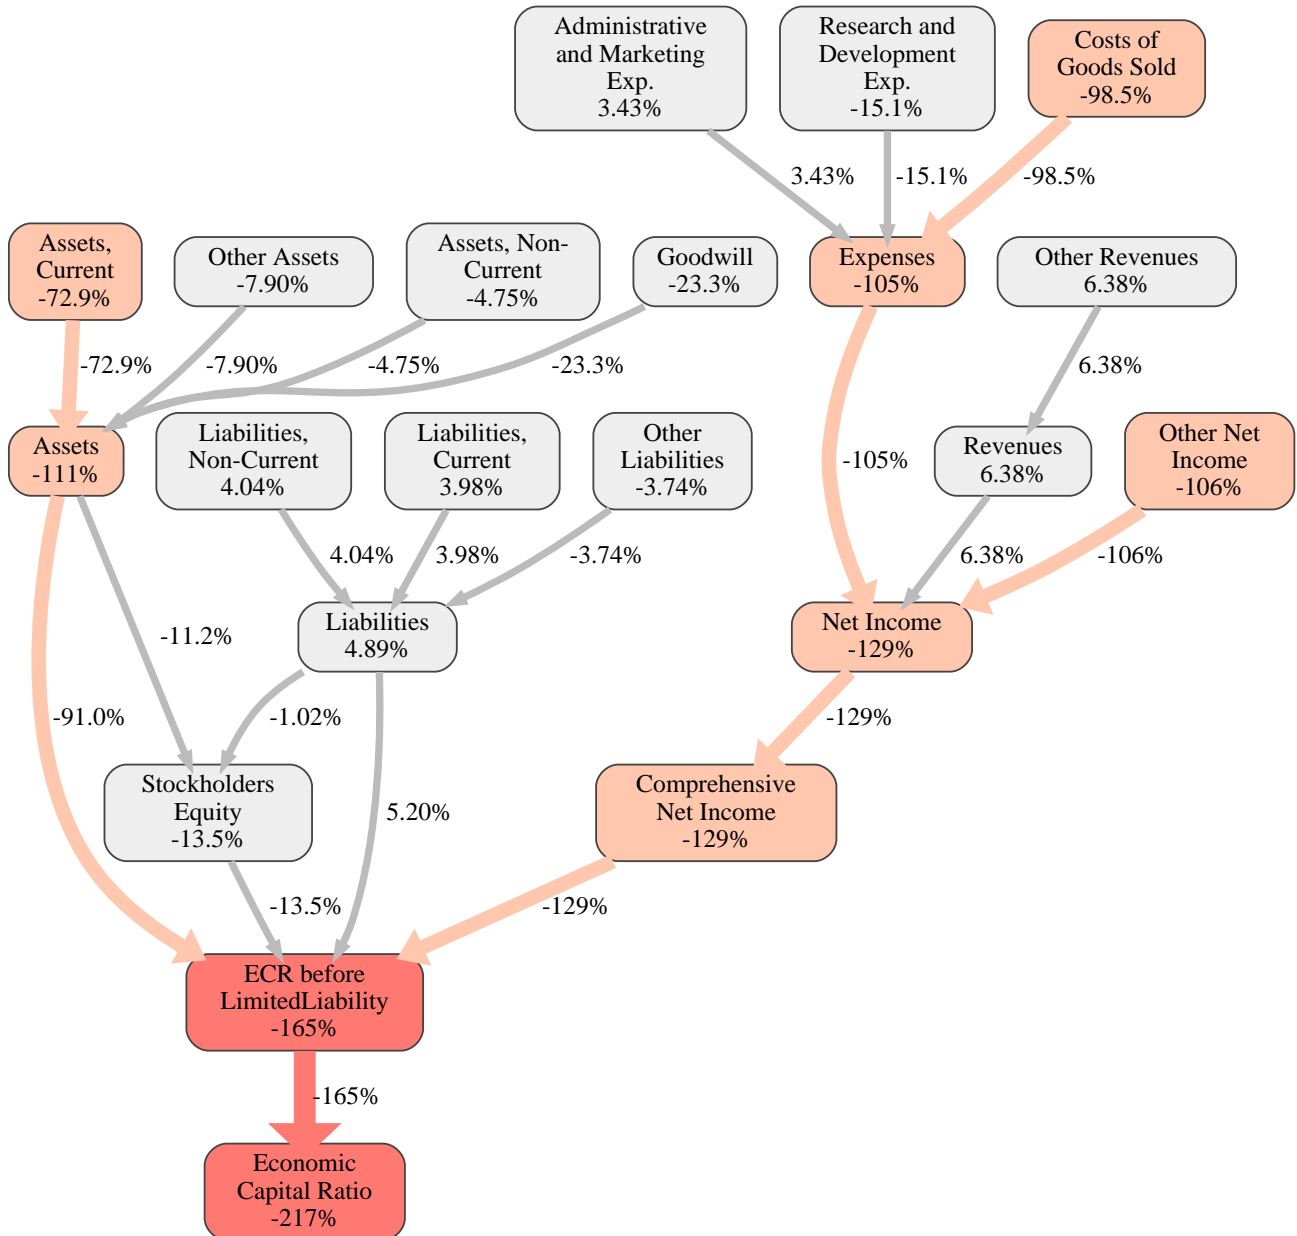 Administrative
and Marketing
Exp.
3.43%
Research and
Development
Exp.
-15.1%
Costs of
Goods Sold
-98.5%
3.43%
-15.1%
-98.5%
Assets,
Current
-72.9%
Other Assets
-7.90%
Assets, Non-
Current
-4.75%
Goodwill
-23.3%
Expenses
-105%
Other Revenues
6.38%
-72.9%
-7.90%
-4.75%
-23.3%
6.38%
Assets
-111%
Liabilities,
Non-Current
4.04%
Liabilities,
Current
3.98%
Other
Liabilities
-3.74%
-105%
Revenues
6.38%
Other Net
Income
-106%
4.04%
3.98%
-3.74%
6.38%
-106%
-11.2%
Liabilities
4.89%
Net Income
-129%
-91.0%
-1.02%
-129%
Stockholders
Equity
-13.5%
5.20%
Comprehensive
Net Income
-129%
-13.5%
-129%
ECR before
LimitedLiability
-165%
-165%
Economic
Capital Ratio
-217%